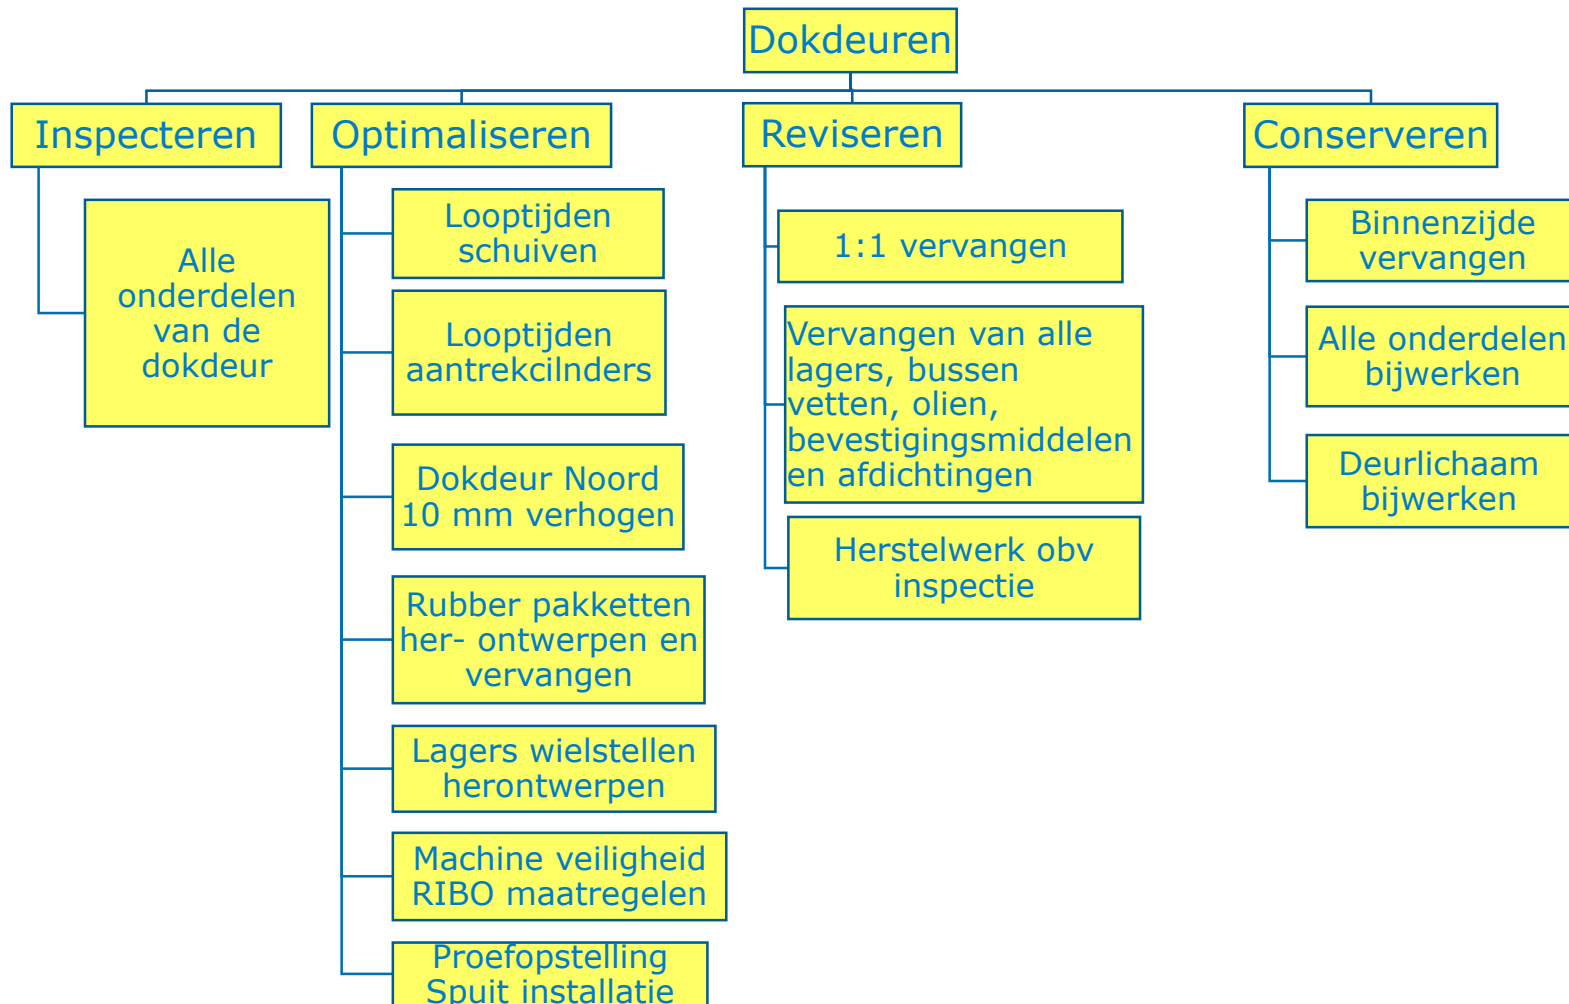 Dokdeuren
Inspecteren
Alle
onderdelen
van de
dokdeur
Optimaliseren
Looptijden
schuiven
Looptijden
aantrekcilnders
Dokdeur Noord
10 mm verhogen
Rubber pakketten
her- ontwerpen en
vervangen
Lagers wielstellen
herontwerpen
Machine veiligheid
RIBO maatregelen
Proefopstelling
Spuit installatie
Reviseren
1:1 vervangen
Vervangen van alle
lagers, bussen
vetten, olien,
bevestigingsmiddelen
en afdichtingen
Herstelwerk obv
inspectie
Conserveren
Binnenzijde
vervangen
Alle onderdelen
bijwerken
Deurlichaam
bijwerken